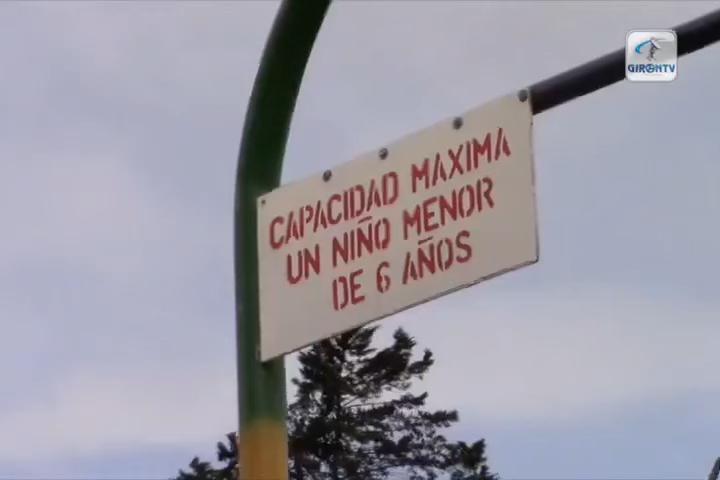 GIRONTV
CAPACIDAD MAXIMA
UN NIÑO MENOR
DE 6 AÑOS